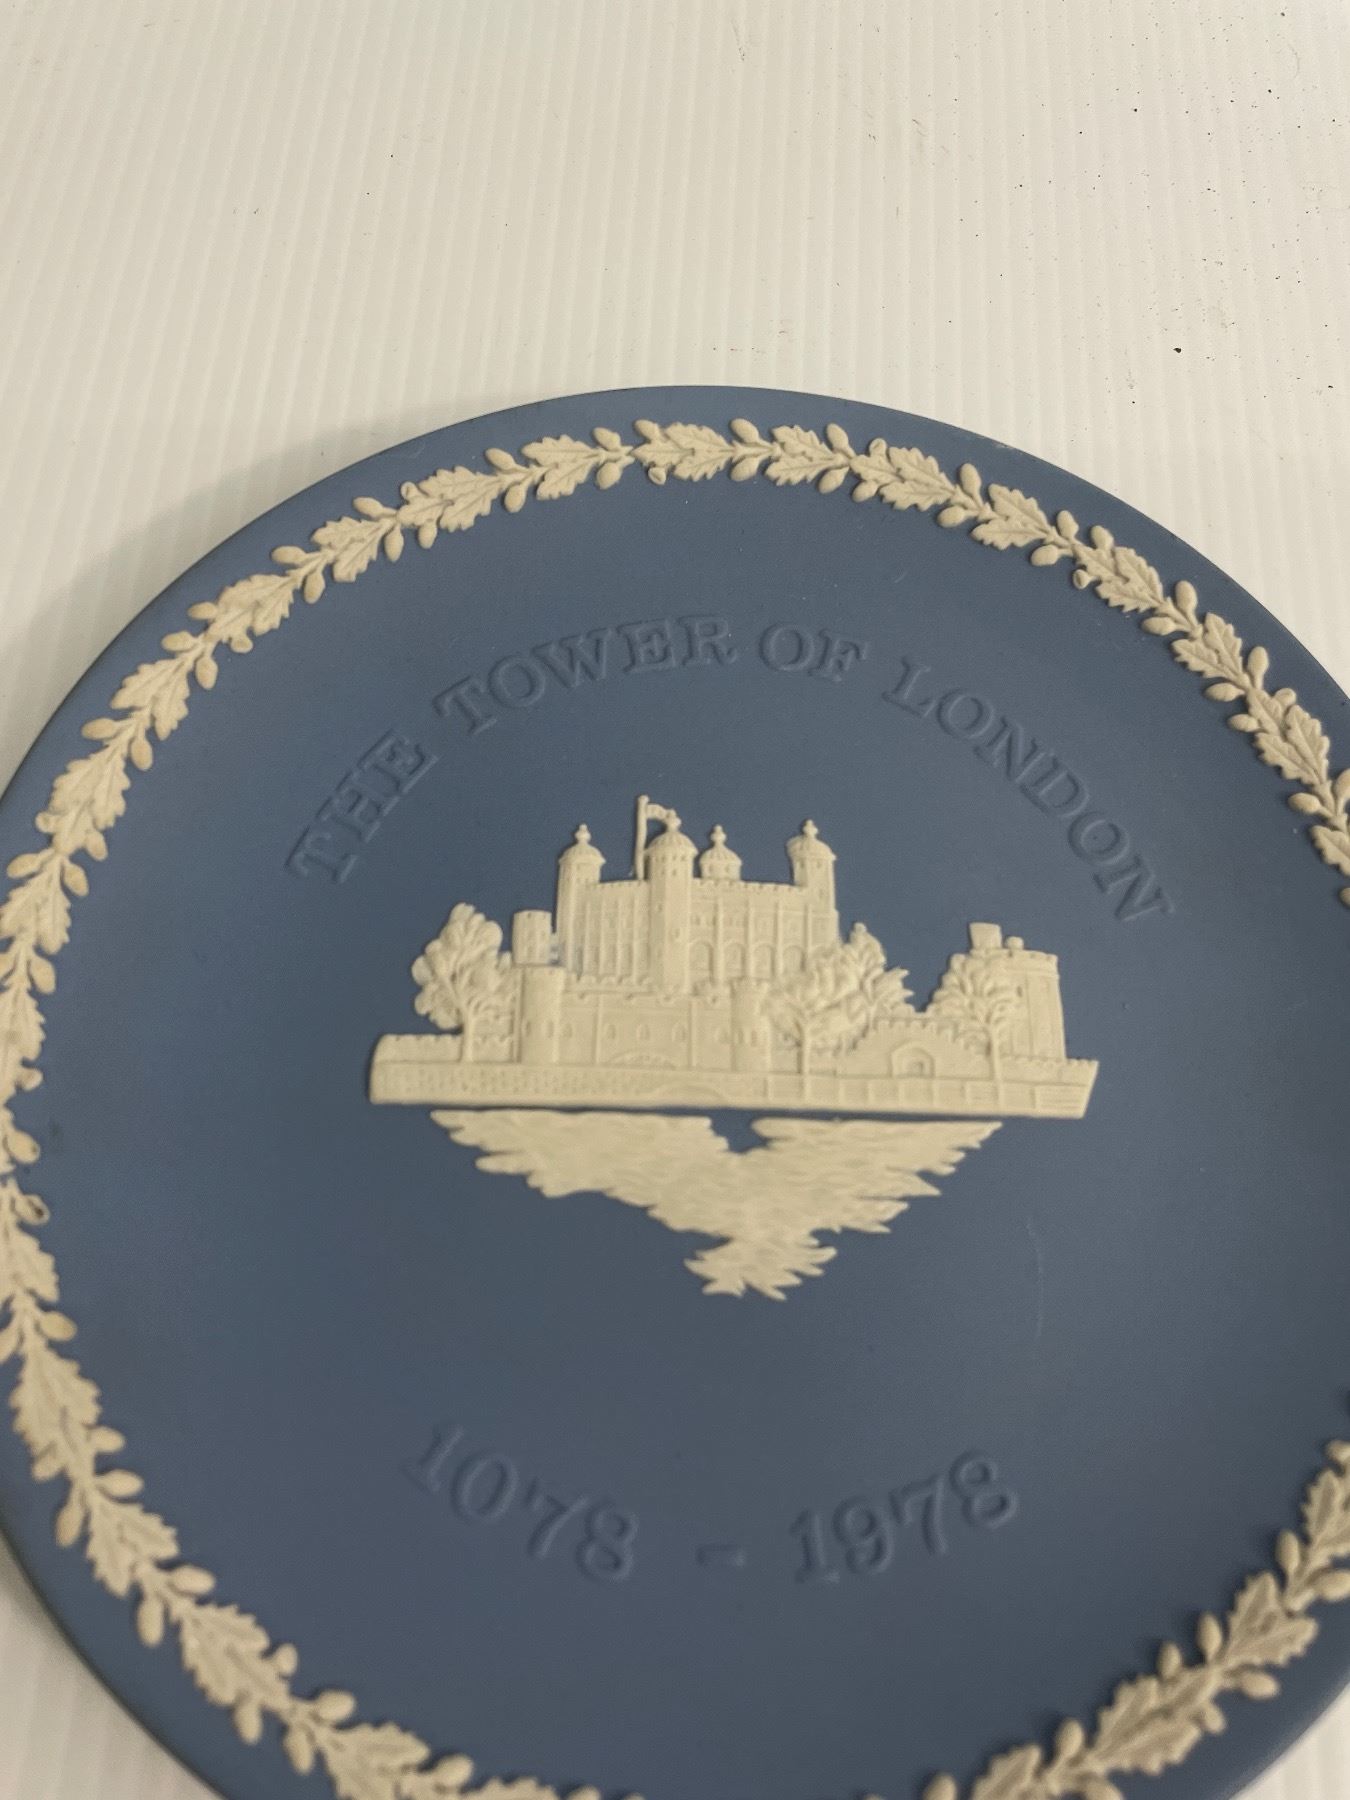 THE TOWER OF LONDON
1078 - 1978